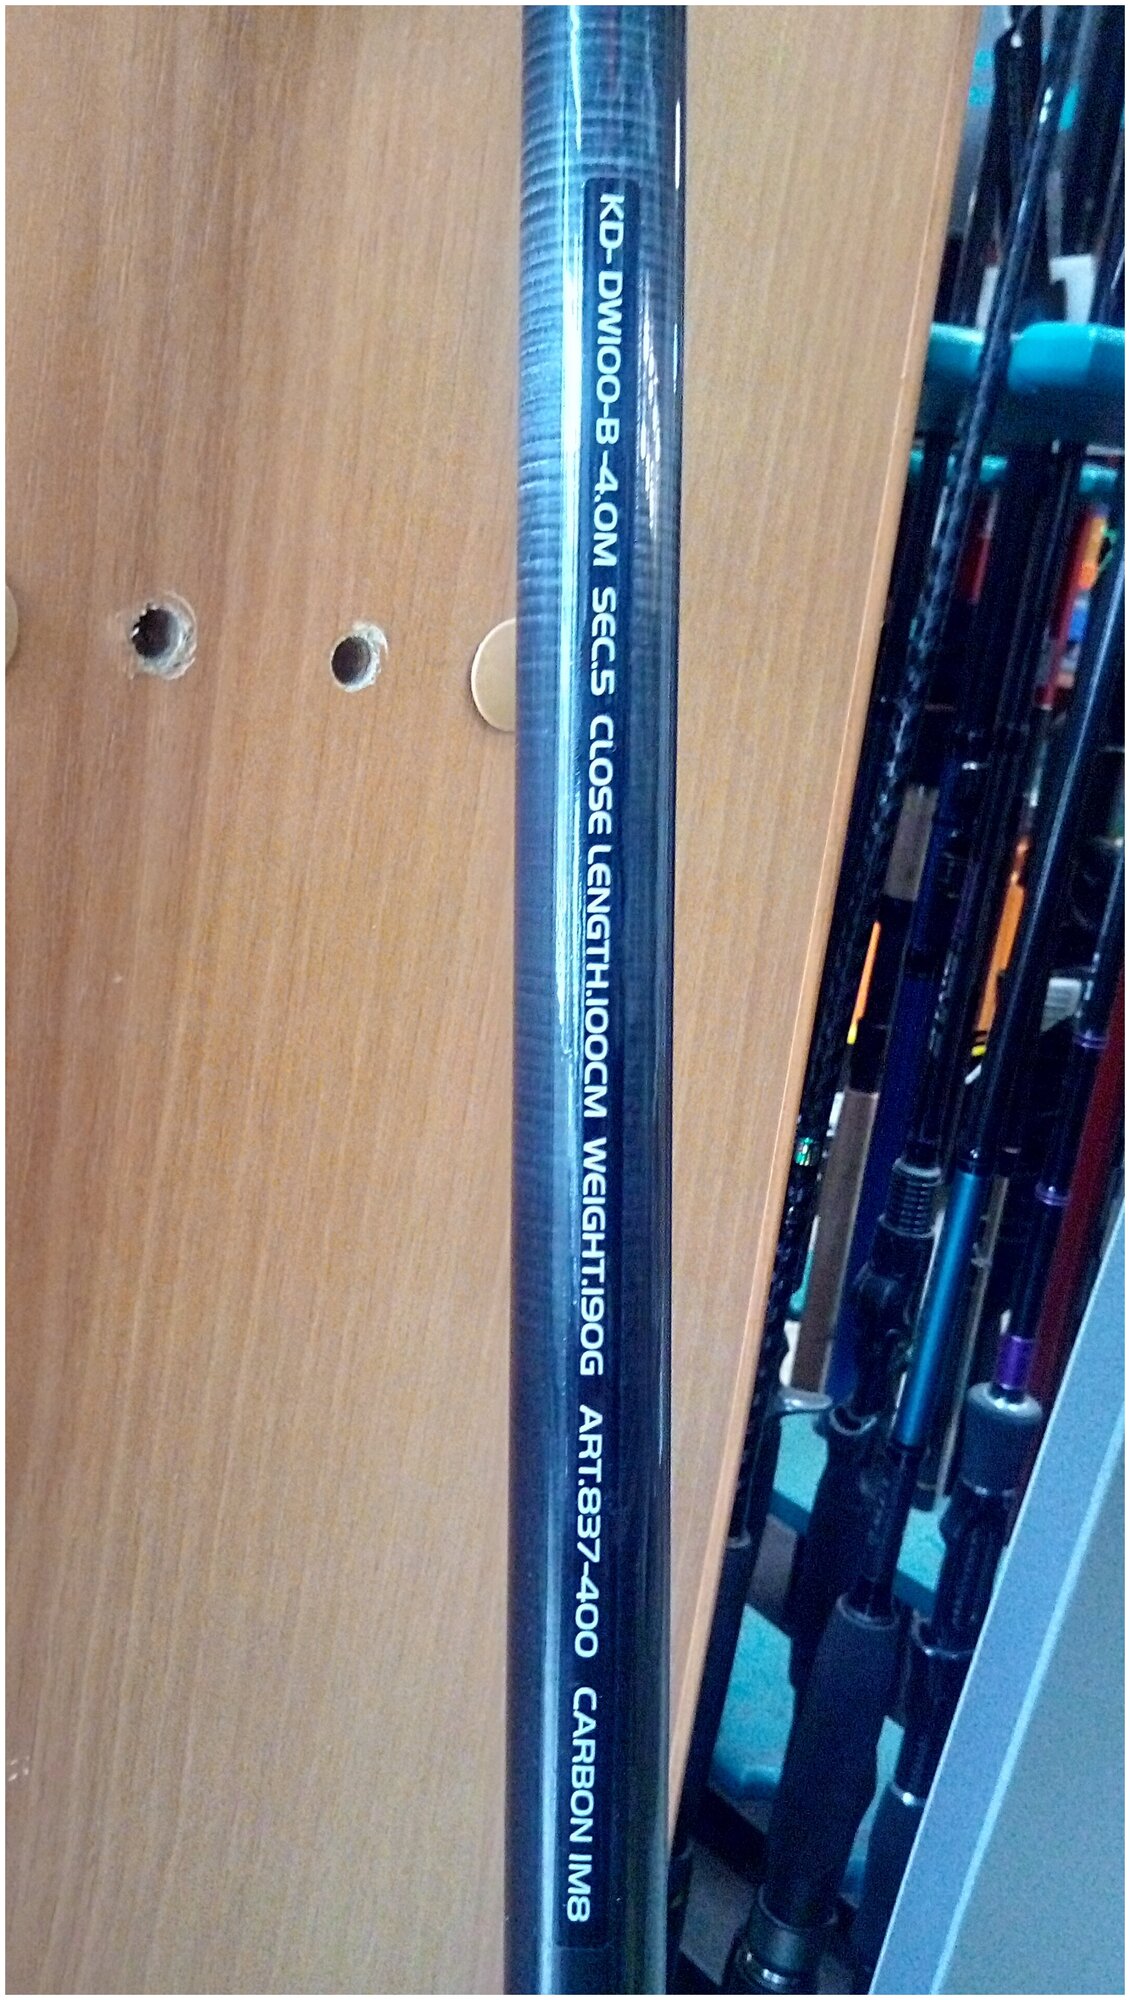 KD-DW100-B-4.0M SEC.5 CLOSE LENGTH.100CM WEIGHT.190G ART.837-400 CARBON IM8